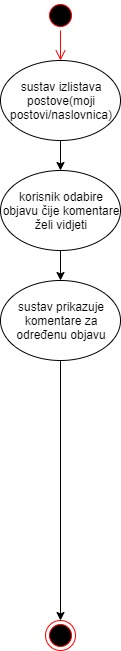 sustav izlistava
postove(moji
postovi/naslovnica)
korisnik odabire
objavu čije komentare
želi vidjeti
sustav prikazuje
komentare za
određenu objavu